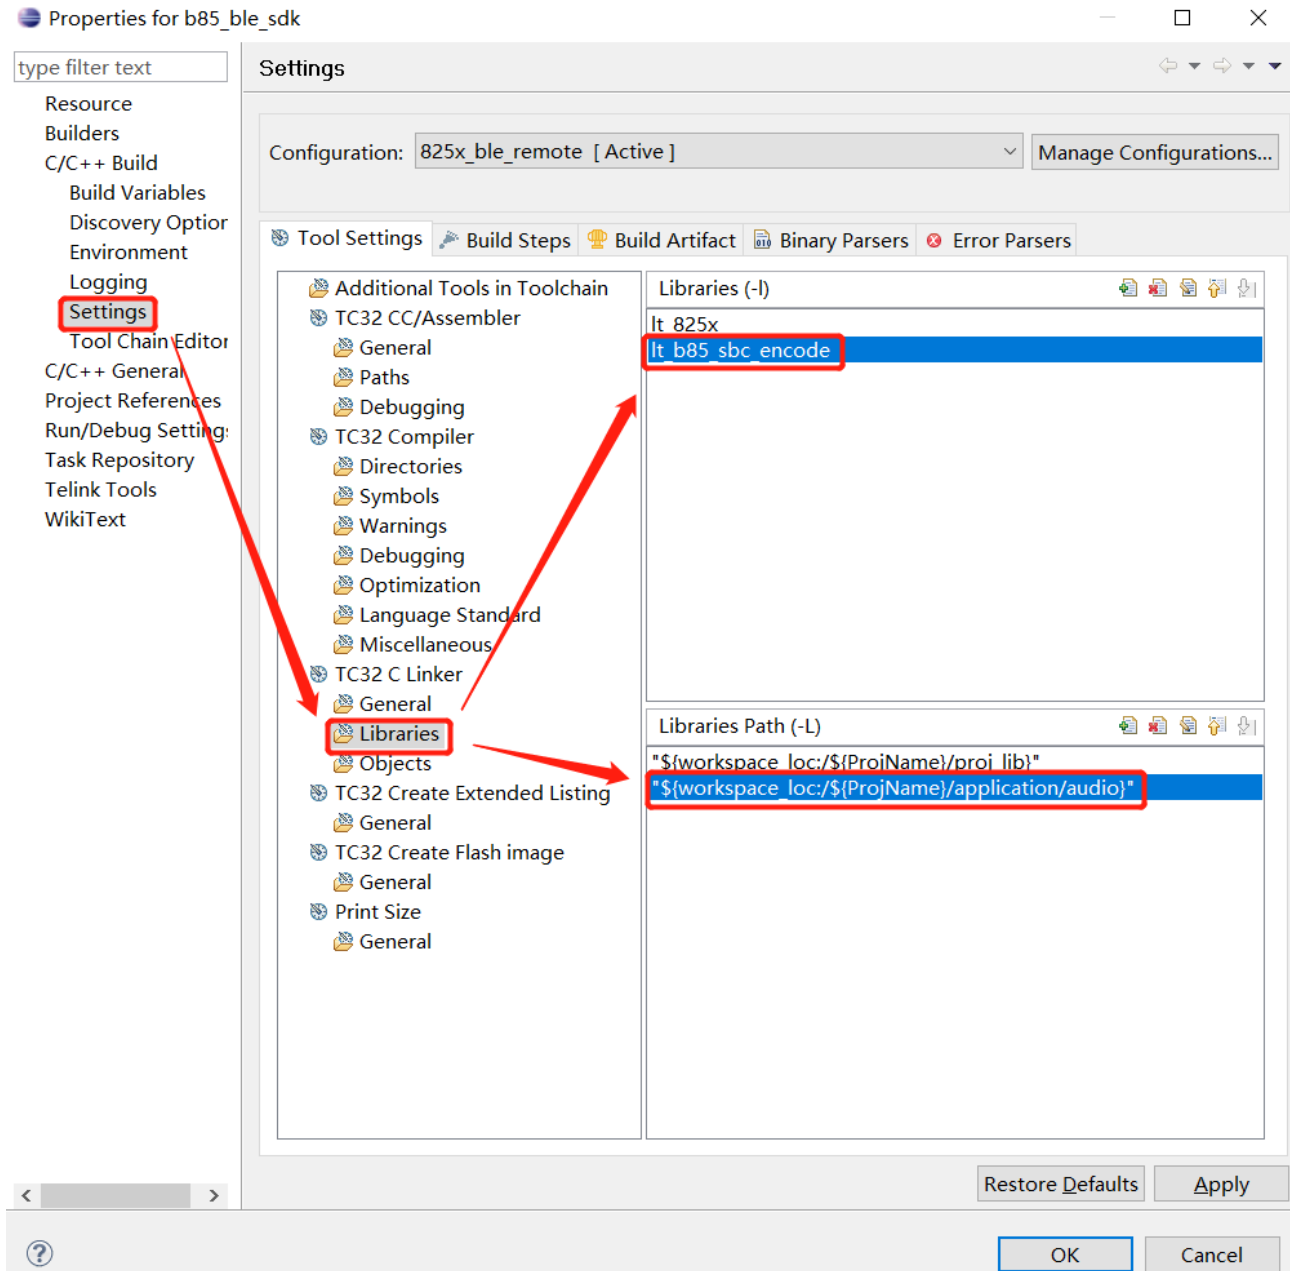 Properties for b85_ble_sdk
type filter text
Resource
Builders
C/C++ Build
Build Variables
Discovery Option
Environment
Logging
Settings
Tool Chain Editor
C/C++ General
Project References
Run/Debug Settings
Task Repository
Telink Tools
WikiText
Settings
Configuration: 825x_ble_remote [ Active ]
Manage Configurations...
Tool Settings
Build Steps
Build Artifact
Binary Parsers
Error Parsers
Additional Tools in Toolchain
TC32 CC/Assembler
General
Paths
Debugging
TC32 Compiler
Directories
Symbols
Warnings
Debugging
Optimization
Language Standard
Miscellaneous
TC32 C Linker
General
Libraries
Objects
TC32 Create Extended Listing
General
TC32 Create Flash image
General
Print Size
General
Libraries (-l)
lt_825x
lt_b85_sbc_encode
Libraries Path (-L)
"${workspace_loc:/${ProjName}/proj_lib}"
"${workspace_loc:/${ProjName}/application/audio}"
Restore Defaults
Apply
OK
Cancel